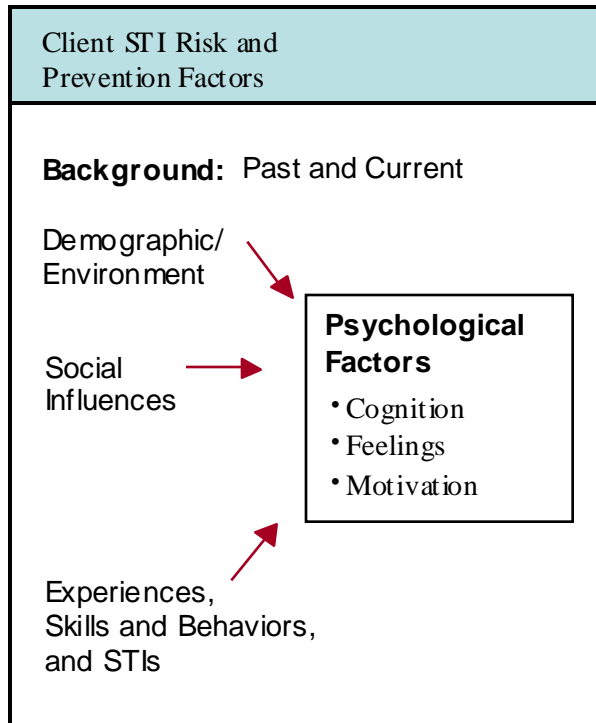 Client STI Risk and
Prevention Factors
Background: Past and Current
Demographic/
Environment
Social
Influences
Psychological
Factors
• Cognition
• Feelings
• Motivation
Experiences,
Skills and Behaviors,
and STIs